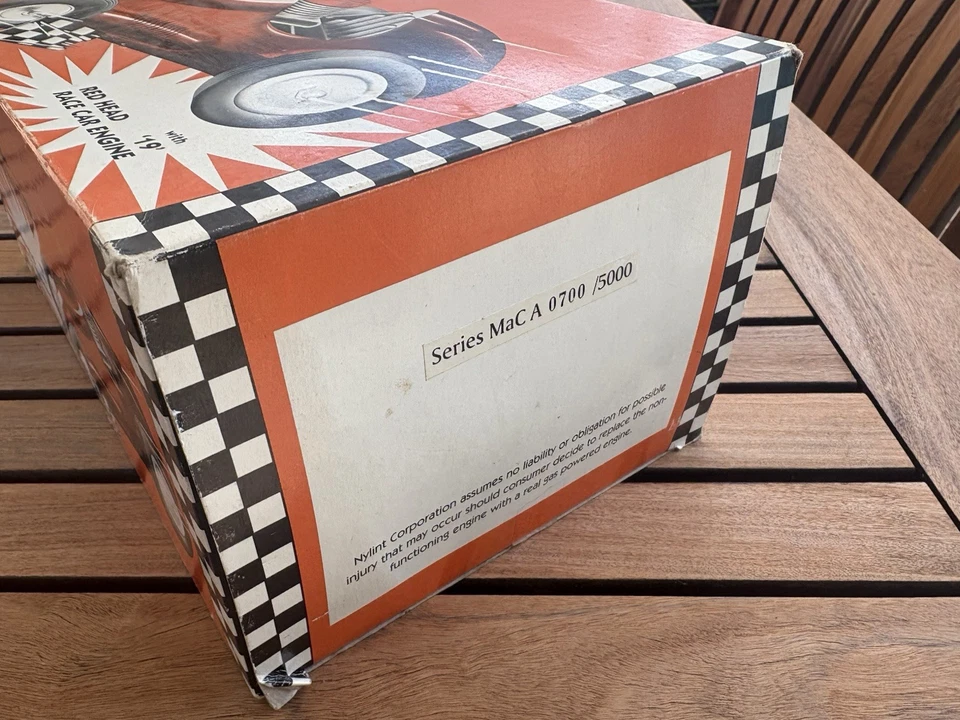 with
RED HEAD '19'
RACE CAR ENGINE
Series MaC A 0700 /5000
Nylint Corporation assumes no liability or obligation for possible
injury that may occur should consumer decide to replace the non-
functioning engine with a real gas powered engine.